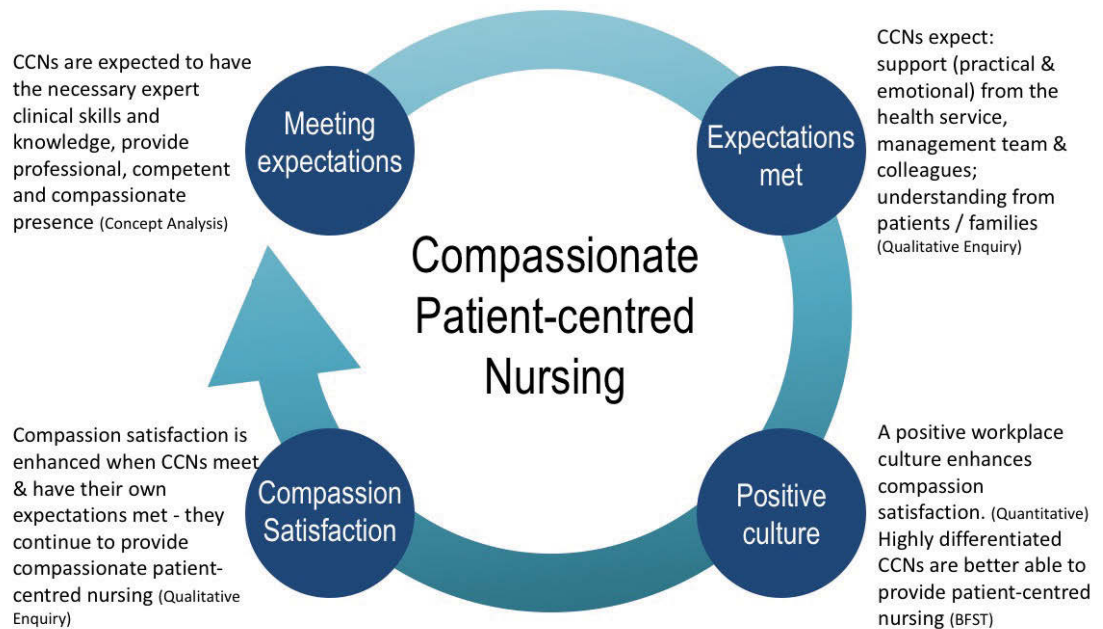 CCNs are expected to have
the necessary expert
clinical skills and
knowledge, provide
professional, competent
and compassionate
presence (Concept Analysis)
Meeting
expectations
Expectations
met
CCNs expect:
support (practical &
emotional) from the
health service,
management team &
colleagues;
understanding from
patients / families
(Qualitative Enquiry)
Compassionate
Patient-centred
Nursing
Compassion satisfaction is
enhanced when CCNs meet
& have their own
expectations met - they
continue to provide
compassionate patient-
centred nursing (Qualitative
Enquiry)
Compassion
Satisfaction
Positive
culture
A positive workplace
culture enhances
compassion
satisfaction. (Quantitative)
Highly differentiated
CCNs are better able to
provide patient-centred
nursing (BFST)